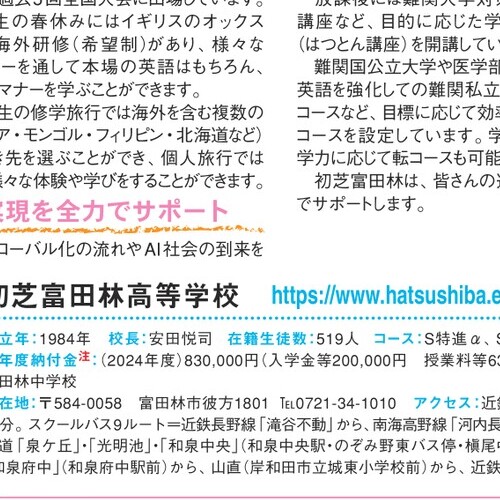 過去5回全国大会に出場しています。
生の春休みにはイギリスのオックス
海外研修(希望制)があり、様々な
ーを通して本場の英語はもちろん、
マナーを学ぶことができます。
生の修学旅行では海外を含む複数の
ア・モンゴル・フィリピン・北海道など)
き先を選ぶことができ、個人旅行では
様々な体験や学びをすることができます。
実現を全力でサポート
ローバル化の流れやAI社会の到来を
講座など、目的に応じた学
(はつとん講座)を開講してい
難関国公立大学や医学部
英語を強化しての難関私立
コースなど、目標に応じて効
コースを設定しています。学
学力に応じて転コースも可能
初芝富田林は、皆さんの
でサポートします。
初芝富田林高等学校 https://www.hatsushiba.e
立年:1984年 校長:安田悦司 在籍生徒数:519人 コース:S特進α、S
年度納付金注:(2024年度)830,000円(入学金等200,000円 授業料等63
田林中学校
在地:〒584-0058 富田林市彼方1801 ℡0721-34-1010 アクセス:近鉄
分。スクールバス9ルート=近鉄長野線「滝谷不動」から、南海高野線「河内長
道「泉ケ丘」・「光明池」・「和泉中央」(和泉中央駅・のぞみ野東バス停・槇尾中
和泉府中」(和泉府中駅前)から、山直(岸和田市立城東小学校前)から、近鉄